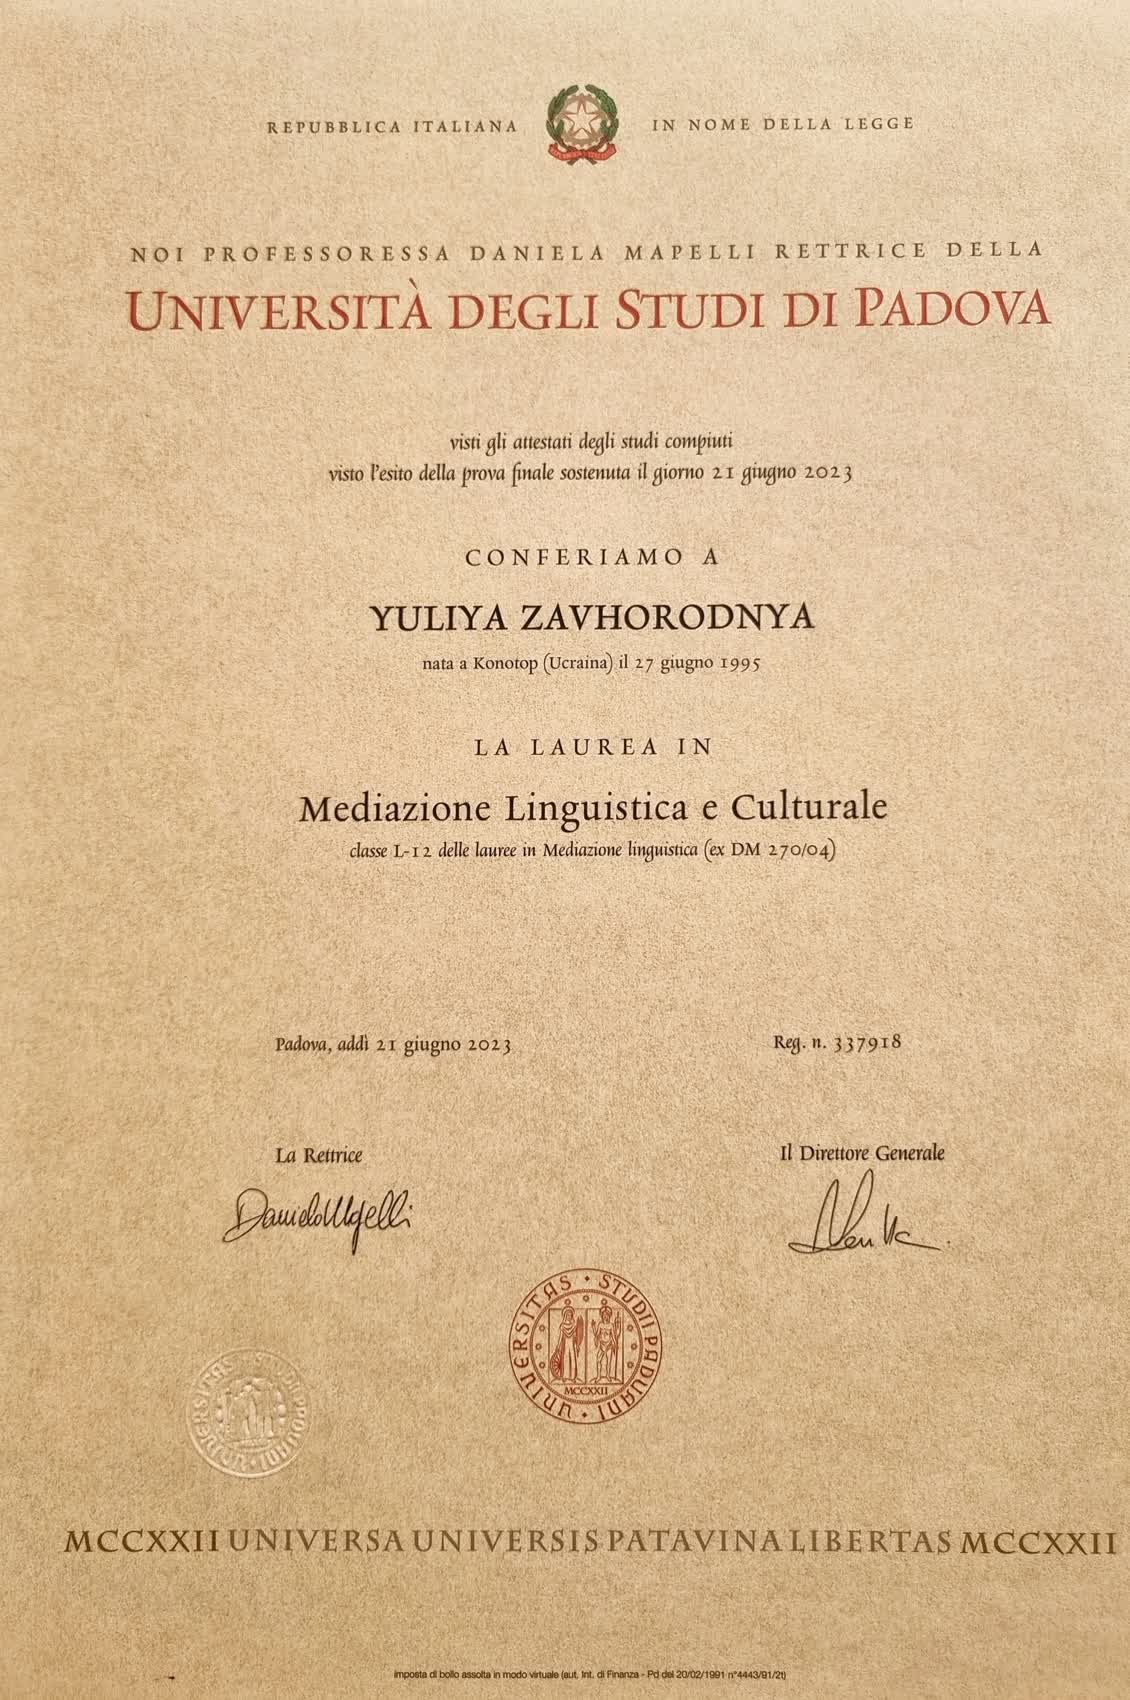 REPUBBLICA ITALIANA IN NOME DELLA LEGGE
NOI PROFESSORESSA DANIELA MAPELLI RETTRICE DELLA
UNIVERSITÀ DEGLI STUDI DI PADOVA
visti gli attestati degli studi compiuti
visto l'esito della prova finale sostenuta il giorno 21 giugno 2023
CONFERIAMO A
YULIYA ZAVHORODNYA
nata a Konotop (Ucraina) il 27 giugno 1995
LA LAUREA IN
Mediazione Linguistica e Culturale
classe L-12 delle lauree in Mediazione linguistica (ex DM 270/04)
Padova, addì 21 giugno 2023 Reg. n. 337918
La Rettrice Il Direttore Generale
UNIVERSITAS · STUDII PADUANI ·
MCCXXII
MCCXXII UNIVERSA UNIVERSIS PATAVINA LIBERTAS MCCXXII
imposta di bollo assolta in modo virtuale (aut. Int. di Finanza - Pd del 20/02/1991 n°4443/91/2t)